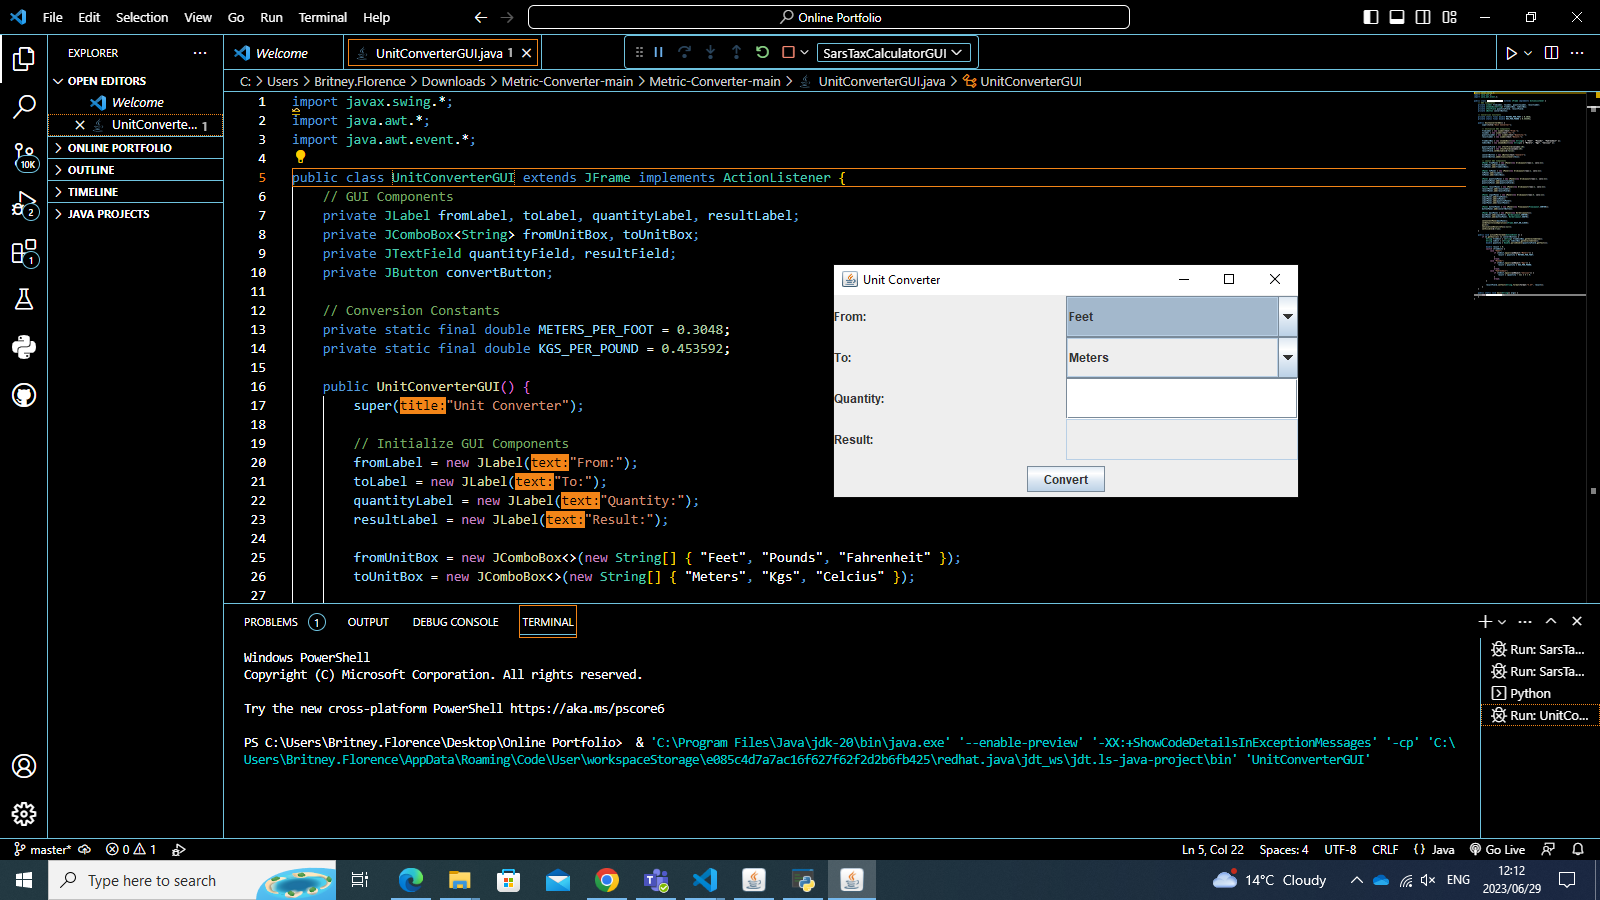 File Edit Selection View Go Run Terminal Help
Online Portfolio
EXPLORER
Welcome
UnitConverterGUI.java 1
SarsTaxCalculatorGUI
OPEN EDITORS
Welcome
UnitConverte... 1
ONLINE PORTFOLIO
OUTLINE
TIMELINE
JAVA PROJECTS
10K
2
1
C: > Users > Britney.Florence > Downloads > Metric-Converter-main > Metric-Converter-main > UnitConverterGUI.java > UnitConverterGUI
1 import javax.swing.*;
2 import java.awt.*;
3 import java.awt.event.*;
4
5 public class UnitConverterGUI extends JFrame implements ActionListener {
6 // GUI Components
7 private JLabel fromLabel, toLabel, quantityLabel, resultLabel;
8 private JComboBox<String> fromUnitBox, toUnitBox;
9 private JTextField quantityField, resultField;
10 private JButton convertButton;
11
12 // Conversion Constants
13 private static final double METERS_PER_FOOT = 0.3048;
14 private static final double KGS_PER_POUND = 0.453592;
15
16 public UnitConverterGUI() {
17 super(title:"Unit Converter");
18
19 // Initialize GUI Components
20 fromLabel = new JLabel(text:"From:");
21 toLabel = new JLabel(text:"To:");
22 quantityLabel = new JLabel(text:"Quantity:");
23 resultLabel = new JLabel(text:"Result:");
24
25 fromUnitBox = new JComboBox<>(new String[] { "Feet", "Pounds", "Fahrenheit" });
26 toUnitBox = new JComboBox<>(new String[] { "Meters", "Kgs", "Celcius" });
27
Unit Converter
From: Feet
To: Meters
Quantity:
Result:
Convert
PROBLEMS 1 OUTPUT DEBUG CONSOLE TERMINAL
Windows PowerShell
Copyright (C) Microsoft Corporation. All rights reserved.
Try the new cross-platform PowerShell https://aka.ms/pscore6
PS C:\Users\Britney.Florence\Desktop\Online Portfolio> & 'C:\Program Files\Java\jdk-20\bin\java.exe' '--enable-preview' '-XX:+ShowCodeDetailsInExceptionMessages' '-cp' 'C:\
Users\Britney.Florence\AppData\Roaming\Code\User\workspaceStorage\e085c4d7a7ac16f627f62f2d2b6fb425\redhat.java\jdt_ws\jdt.ls-java-project\bin' 'UnitConverterGUI'
Run: SarsTa...
Run: SarsTa...
Python
Run: UnitCo...
master* 0 1
Ln 5, Col 22 Spaces: 4 UTF-8 CRLF {} Java Go Live
Type here to search
14°C Cloudy
ENG
12:12
2023/06/29